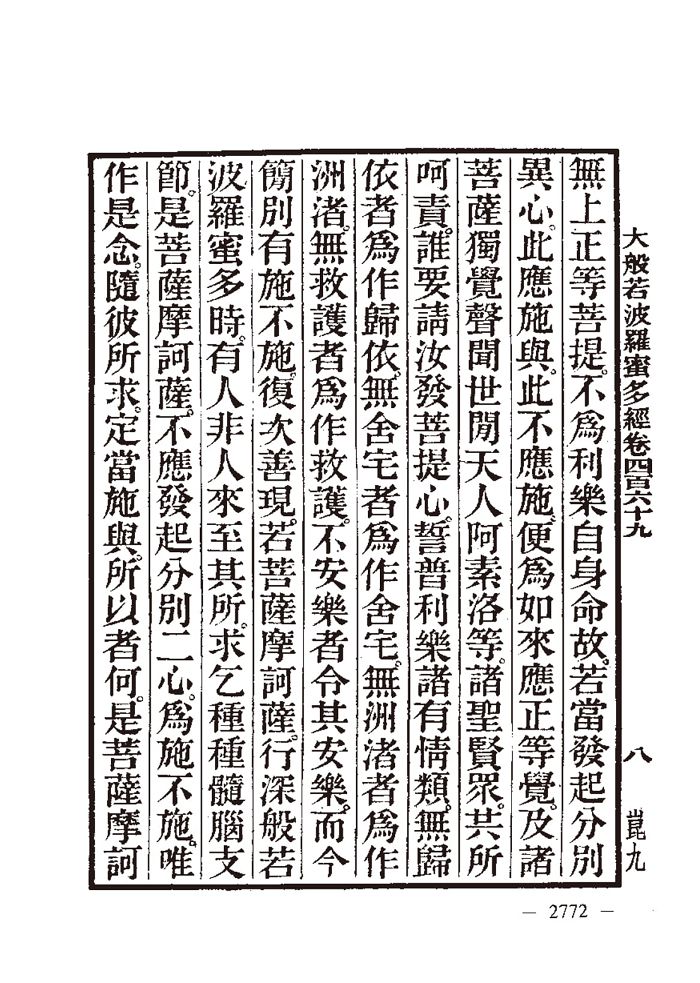 大般若波羅蜜多經卷四百六十九 八 崑九
無上正等菩提。不爲利樂自身命故。若當發起分別
異心。此應施與。此不應施。便爲如來應正等覺。及諸
菩薩獨覺聲聞世閒天人阿素洛等。諸聖賢眾。共所
呵責。誰要請汝發菩提心。誓普利樂諸有情類。無歸
依者爲作歸依。無舍宅者爲作舍宅。無洲渚者爲作
洲渚。無救護者爲作救護。不安樂者令其安樂。而今
簡別有施不施。復次善現。若菩薩摩訶薩。行深般若
波羅蜜多時。有人非人來至其所。求乞種種髓腦支
節。是菩薩摩訶薩。不應發起分別二心。爲施不施。唯
作是念。隨彼所求。定當施與。所以者何。是菩薩摩訶
— 2772 —